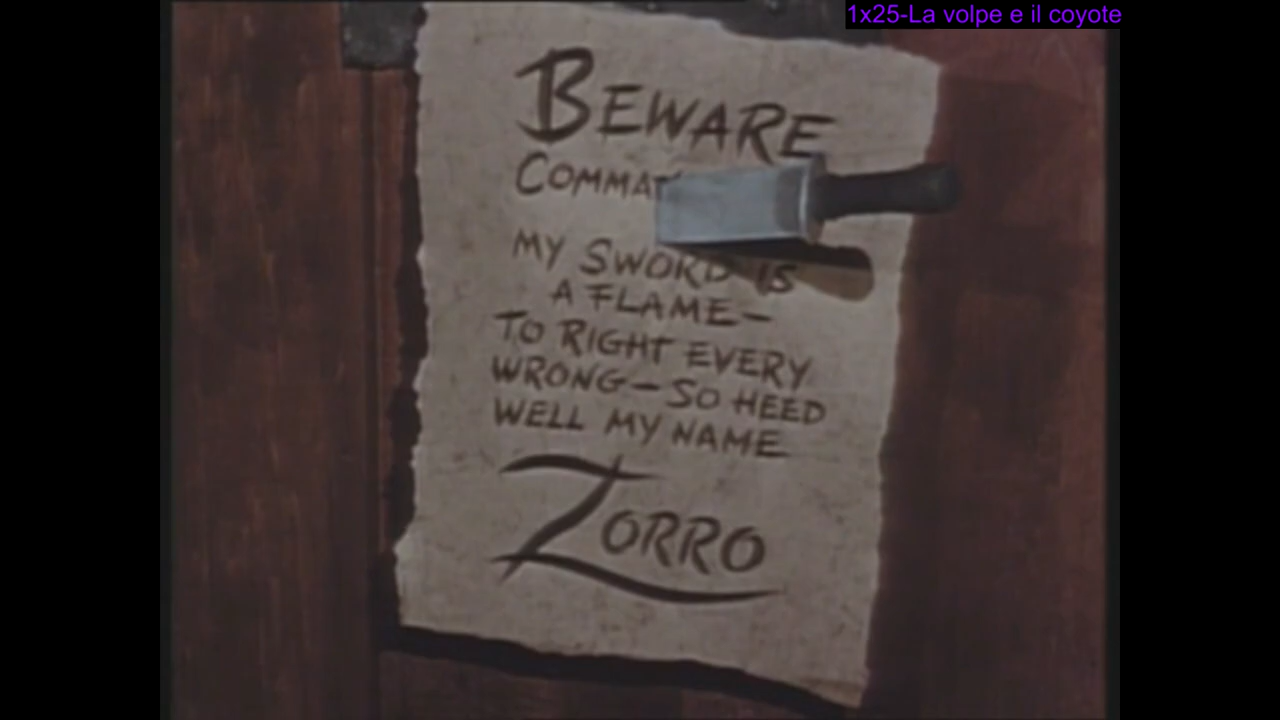 1x25-La volpe e il coyote
BEWARE
MY SWORD IS
A FLAME—
TO RIGHT EVERY
WRONG—SO HEED
WELL MY NAME
ZORRO